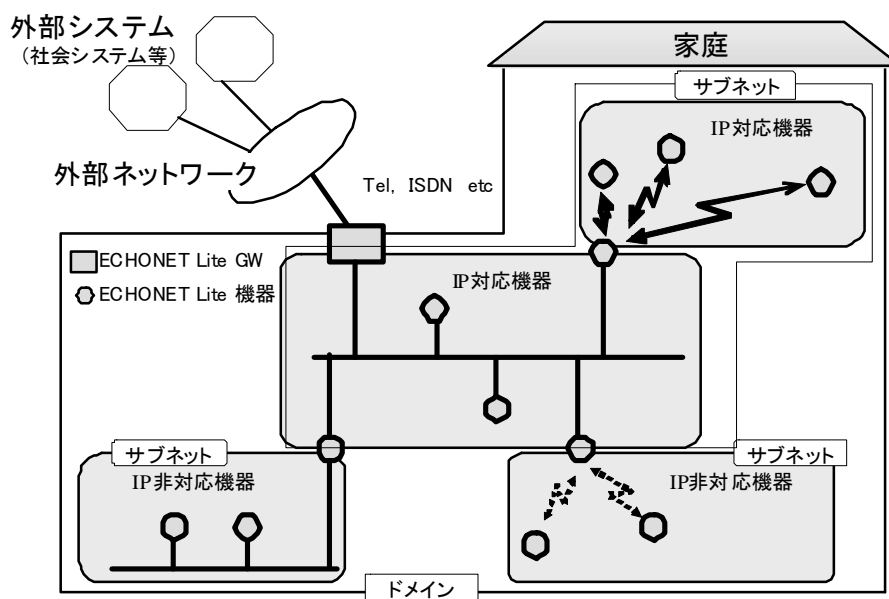 外部システム
（社会システム等）
家庭
サブネット
IP対応機器
外部ネットワーク
Tel, ISDN etc
ECHONET Lite GW
ECHONET Lite 機器
IP対応機器
サブネット
IP非対応機器
サブネット
IP非対応機器
ドメイン